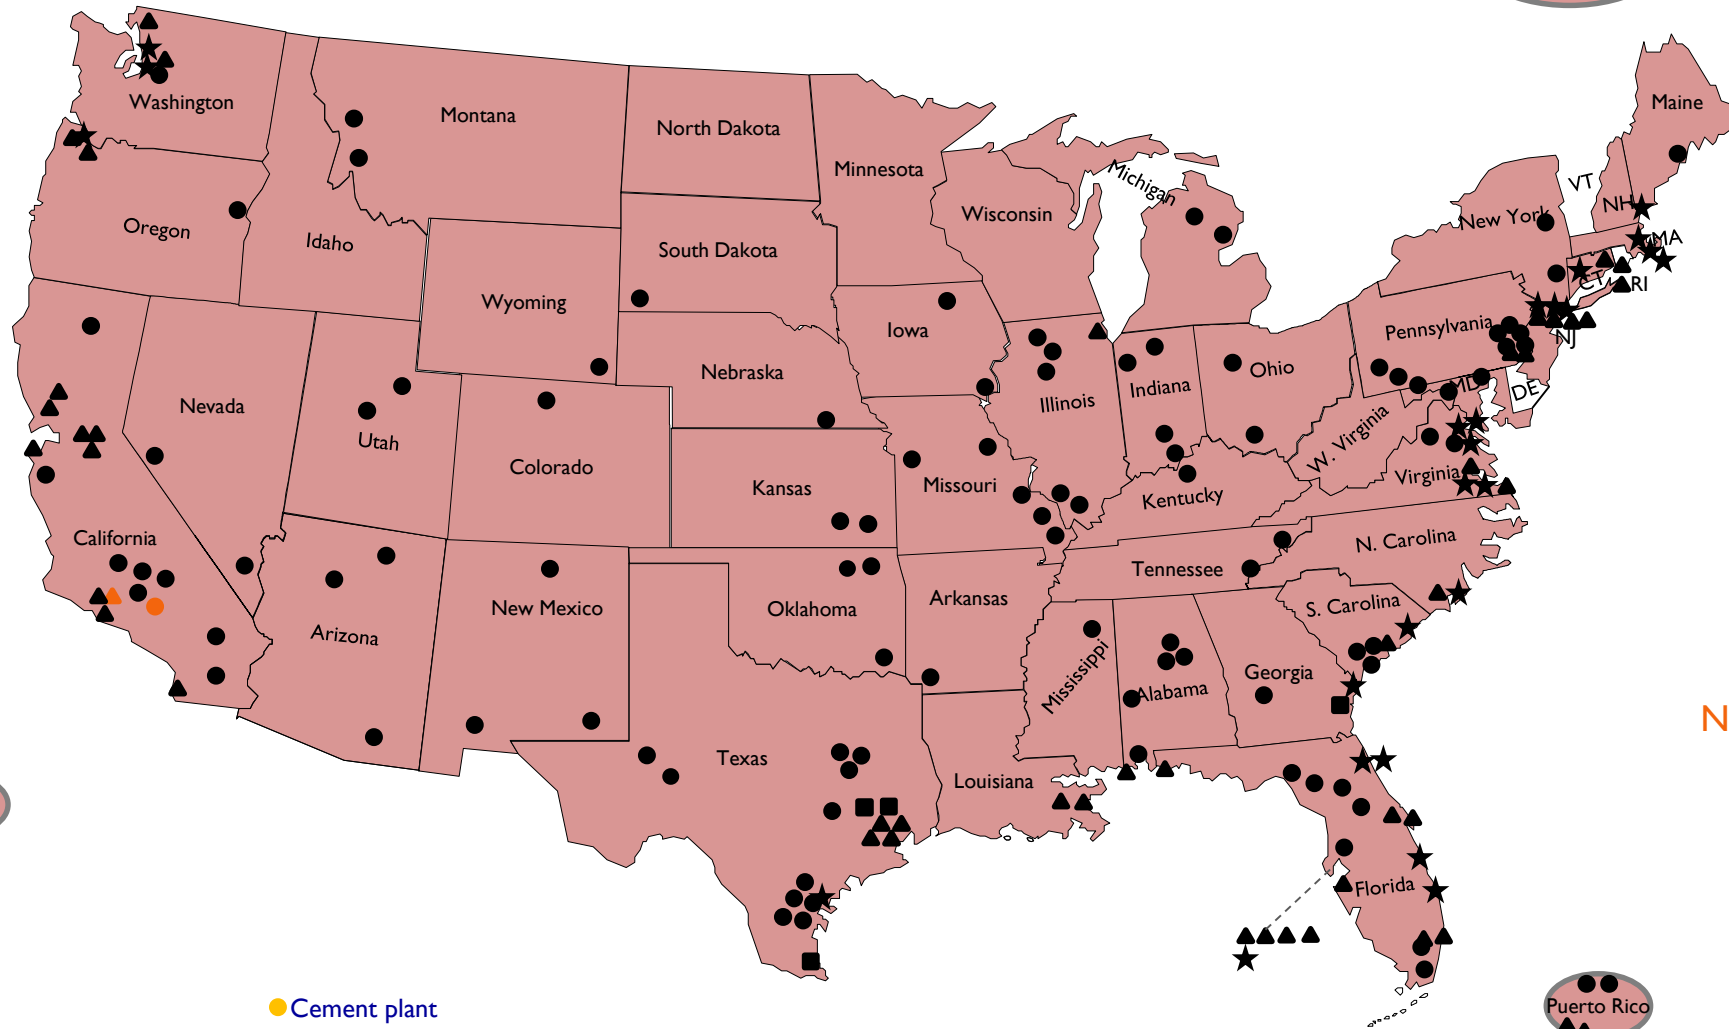 Washington
Montana
North Dakota
Minnesota
Maine
Michigan
VT
NH
Oregon
Idaho
South Dakota
Wisconsin
New York
MA
CT
RI
Wyoming
Iowa
Pennsylvania
NJ
Nevada
Utah
Nebraska
Illinois
Indiana
Ohio
MD
DE
Colorado
Kansas
Missouri
Kentucky
W. Virginia
Virginia
California
Arizona
New Mexico
Oklahoma
Arkansas
Tennessee
N. Carolina
S. Carolina
Mississippi
Alabama
Georgia
N
Texas
Louisiana
Florida
Cement plant
Puerto Rico